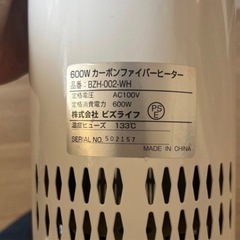 600W カーボンファイバーヒーター
品番： BZH-002-WH
定格電圧 AC100V
定格消費電力 600W
株式会社 ビズライフ
温度ヒューズ 133℃
SERIAL NO. 502157
MADE IN CHINA
PS
E